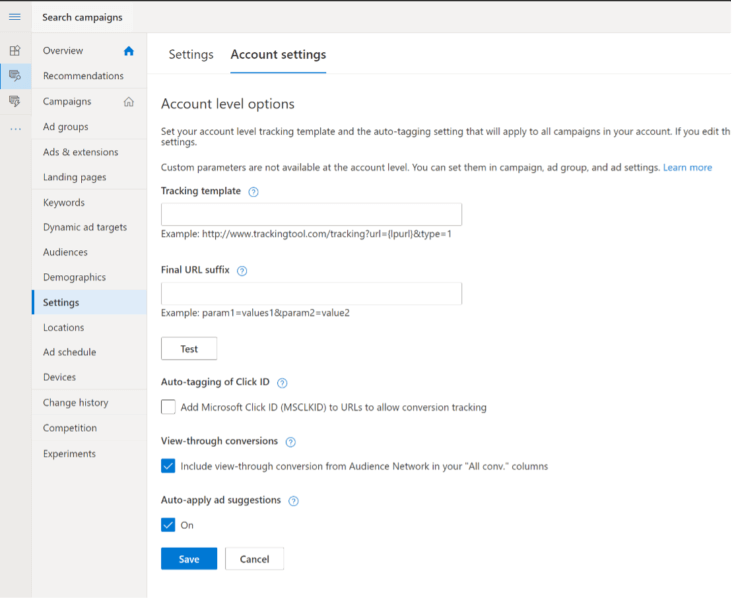 Search campaigns
Overview
Recommendations
Campaigns
Ad groups
Ads & extensions
Landing pages
Keywords
Dynamic ad targets
Audiences
Demographics
Settings
Locations
Ad schedule
Devices
Change history
Competition
Experiments
Settings Account settings
Account level options
Set your account level tracking template and the auto-tagging setting that will apply to all campaigns in your account. If you edit th
settings.
Custom parameters are not available at the account level. You can set them in campaign, ad group, and ad settings. Learn more
Tracking template ?
Example: http://www.trackingtool.com/tracking?url={lpurl}&type=1
Final URL suffix ?
Example: param1=values1&param2=value2
Test
Auto-tagging of Click ID ?
Add Microsoft Click ID (MSCLKID) to URLs to allow conversion tracking
View-through conversions ?
Include view-through conversion from Audience Network in your "All conv." columns
Auto-apply ad suggestions ?
On
Save Cancel